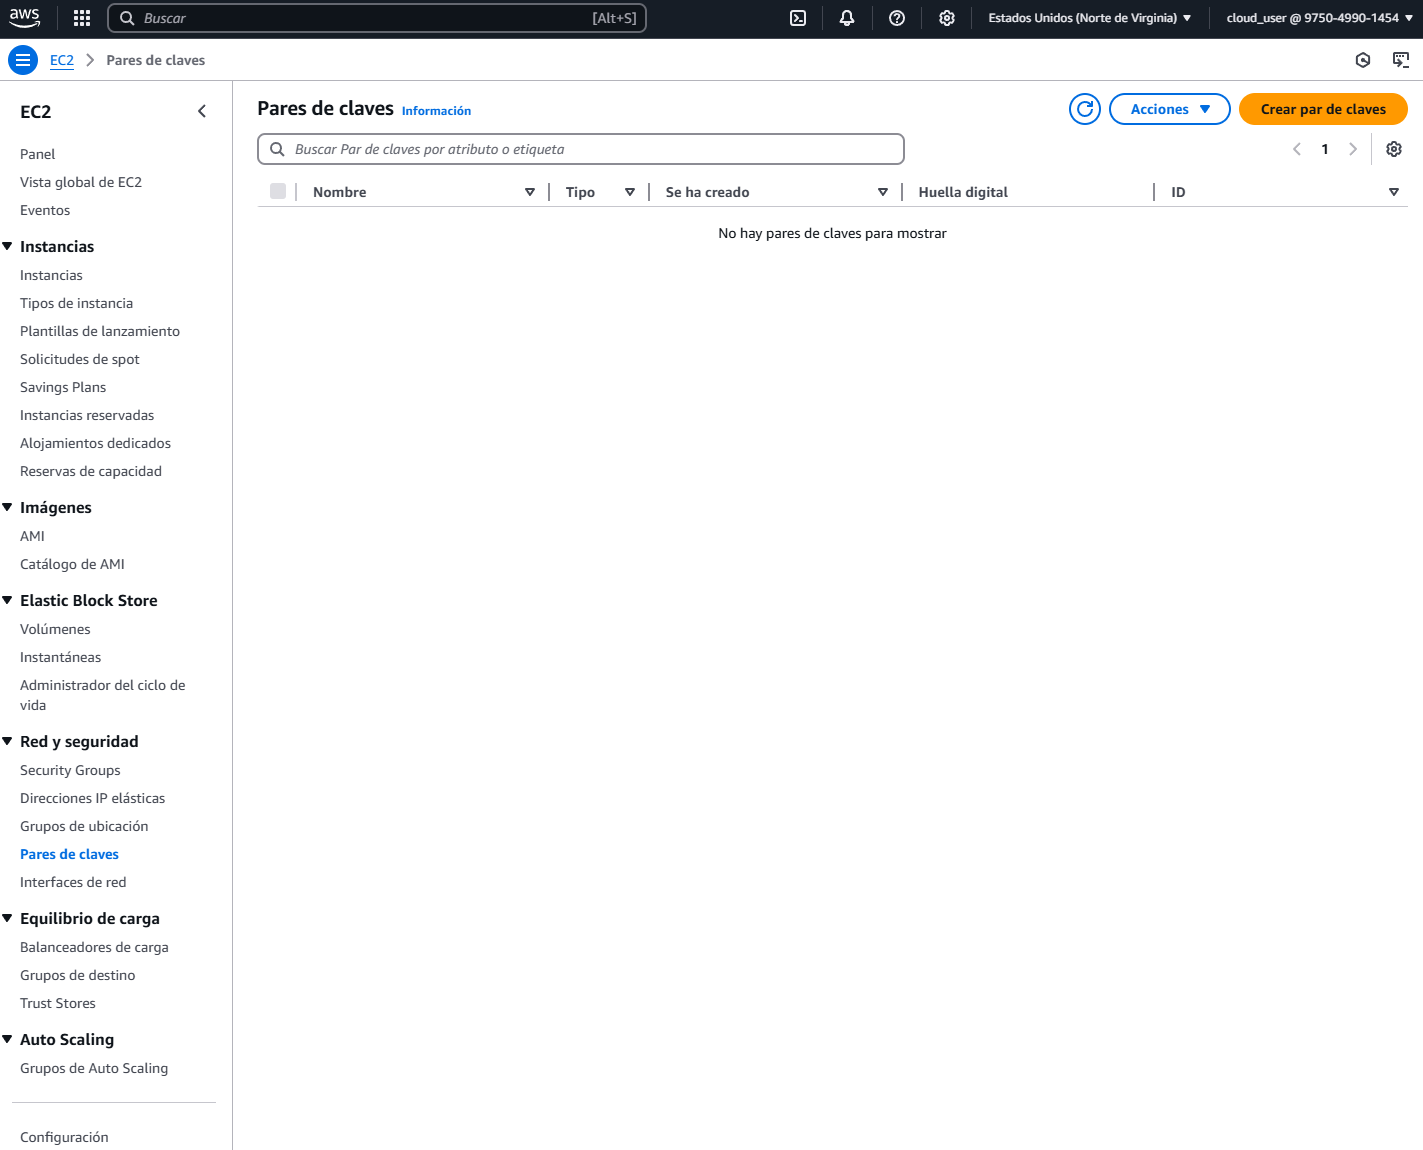 aws
Buscar [Alt+S]
Estados Unidos (Norte de Virginia)
cloud_user @ 9750-4990-1454
EC2 > Pares de claves
EC2
Panel
Vista global de EC2
Eventos
Instancias
Instancias
Tipos de instancia
Plantillas de lanzamiento
Solicitudes de spot
Savings Plans
Instancias reservadas
Alojamientos dedicados
Reservas de capacidad
Imágenes
AMI
Catálogo de AMI
Elastic Block Store
Volúmenes
Instantáneas
Administrador del ciclo de
vida
Red y seguridad
Security Groups
Direcciones IP elásticas
Grupos de ubicación
Pares de claves
Interfaces de red
Equilibrio de carga
Balanceadores de carga
Grupos de destino
Trust Stores
Auto Scaling
Grupos de Auto Scaling
Configuración
Pares de claves Información
Acciones
Crear par de claves
Buscar Par de claves por atributo o etiqueta
1
Nombre Tipo Se ha creado Huella digital ID
No hay pares de claves para mostrar